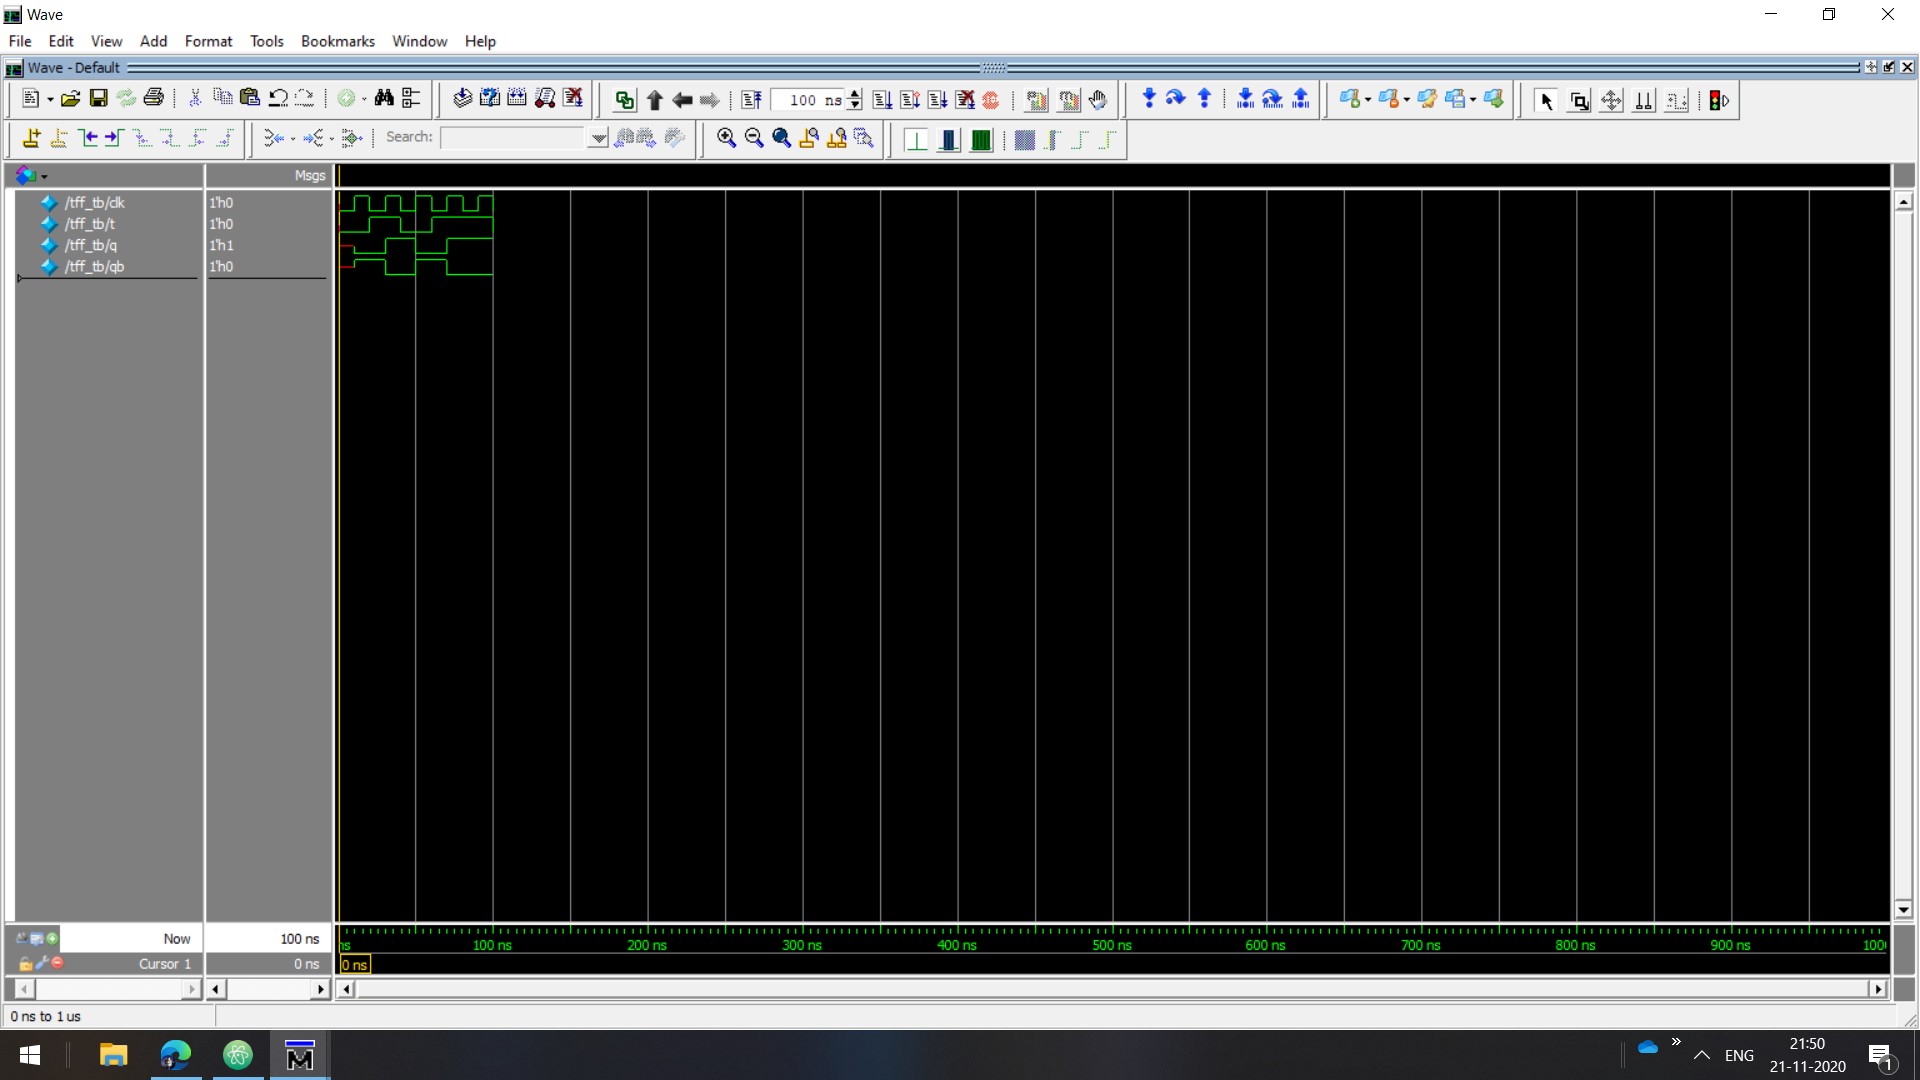 Wave
File Edit View Add Format Tools Bookmarks Window Help
Wave - Default
100 ns
Search:
Msgs
/tff_tb/clk 1'h0
/tff_tb/t 1'h0
/tff_tb/q 1'h1
/tff_tb/qb 1'h0
Now 100 ns
ns 100 ns 200 ns 300 ns 400 ns 500 ns 600 ns 700 ns 800 ns 900 ns 100
Cursor 1 0 ns 0 ns
0 ns to 1 us
ENG 21:50
21-11-2020 1